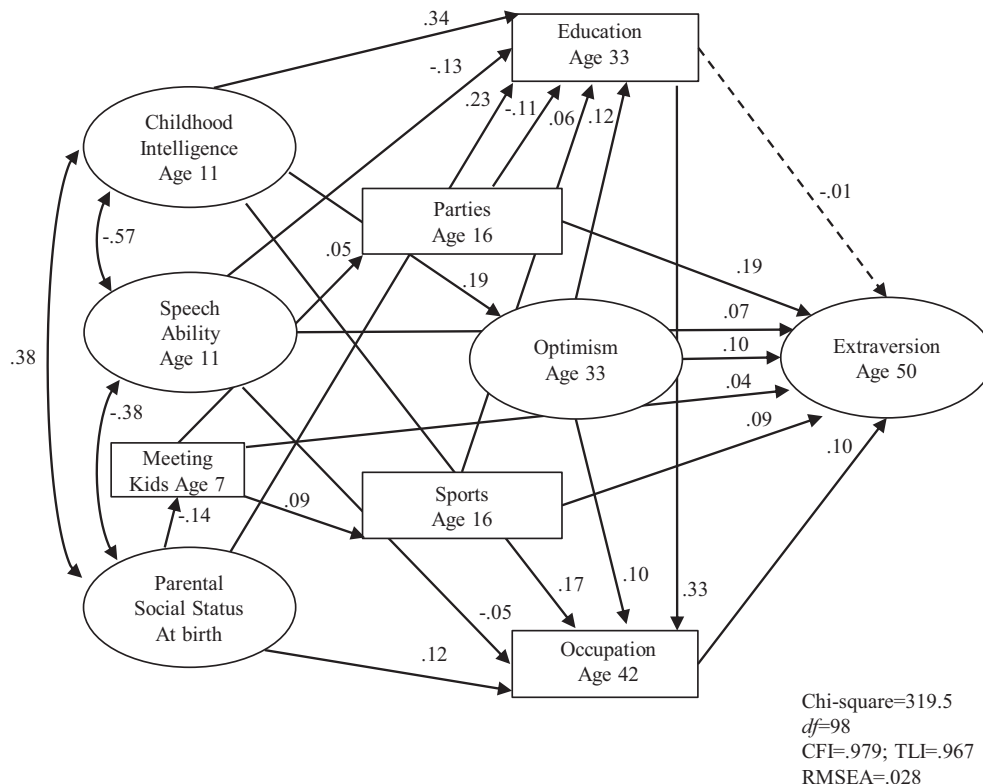 .34
Education
Age 33
-.13
.23
-.11
.06
.12
Childhood
Intelligence
Age 11
-.01
Parties
Age 16
-.57
.05
.19
.19
Speech
Ability
Age 11
.07
Optimism
Age 33
.10
Extraversion
Age 50
.38
.04
-.38
.09
.10
Meeting
Kids Age 7
.09
Sports
Age 16
-.14
.17
.10
.33
Parental
Social Status
At birth
-.05
.12
Occupation
Age 42
Chi-square=319.5
df=98
CFI=.979; TLI=.967
RMSEA=.028